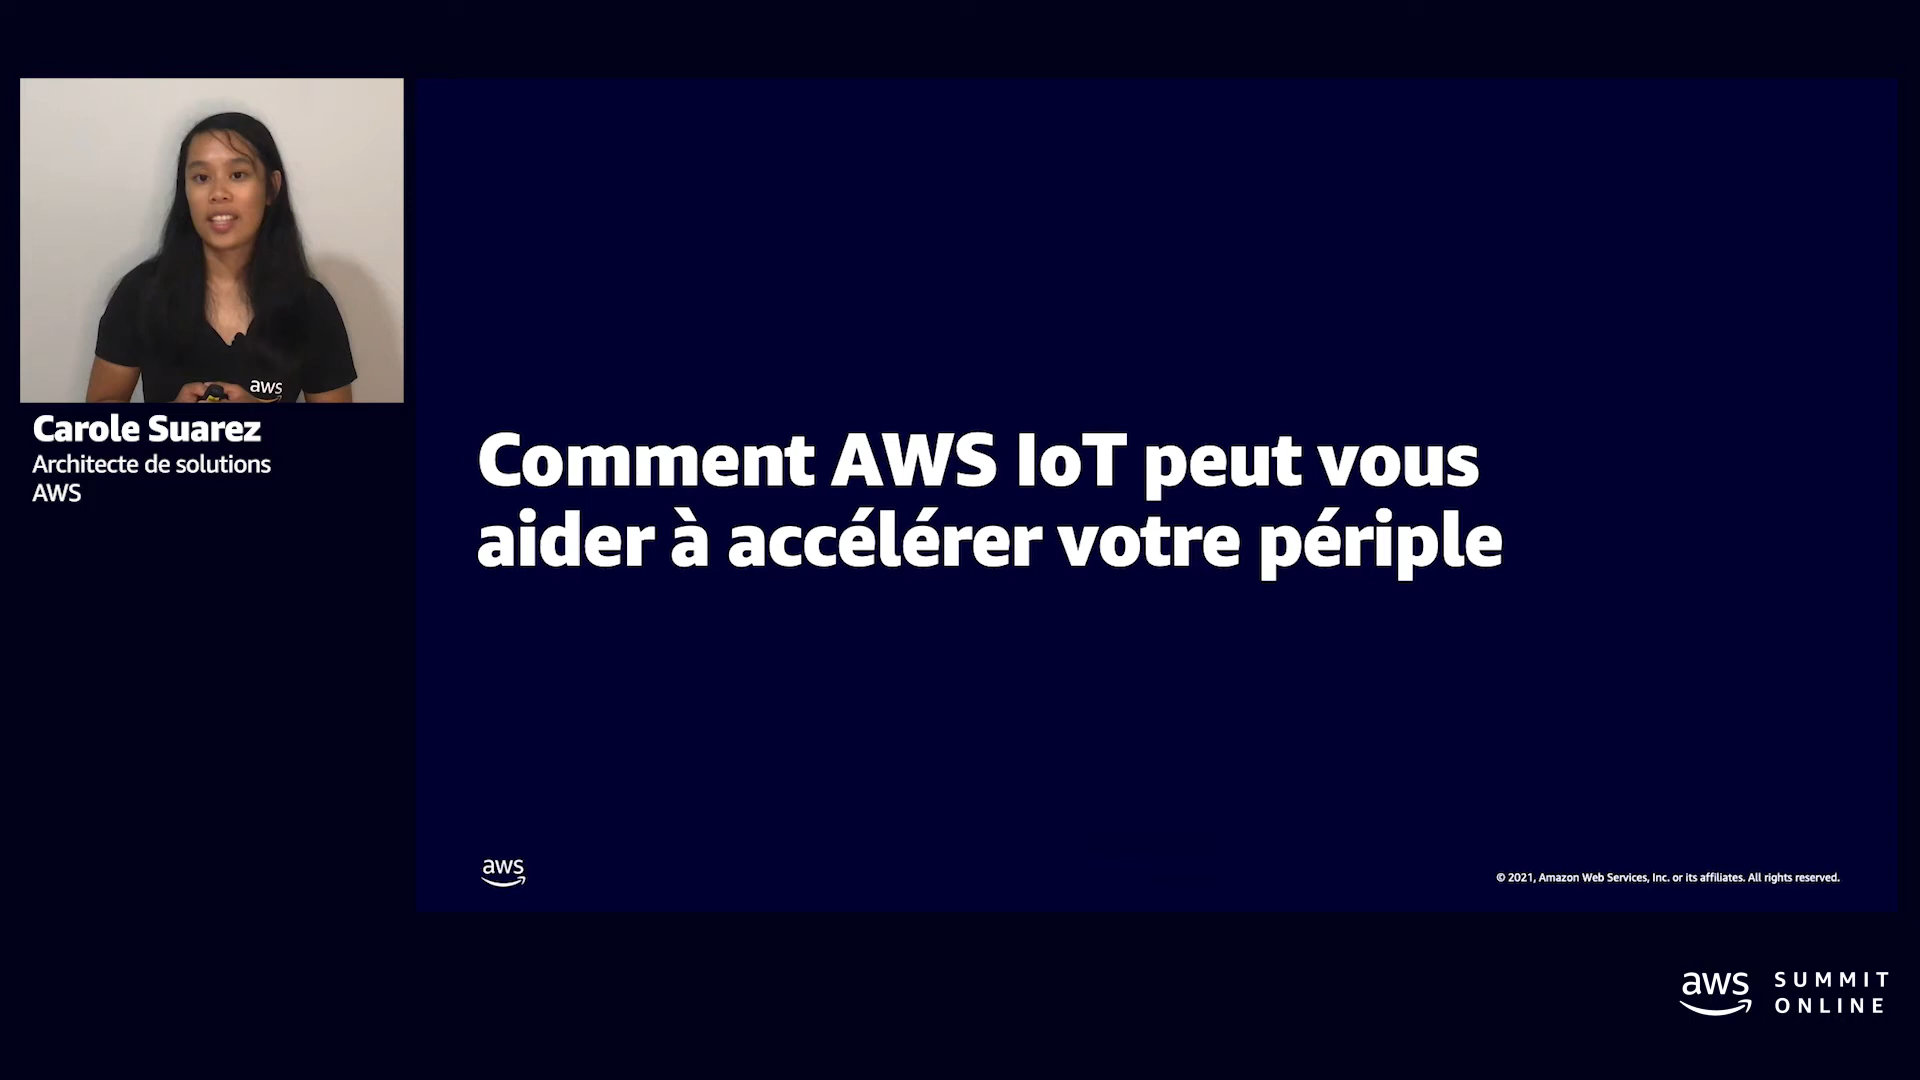 aws
Carole Suarez
Architecte de solutions
AWS
Comment AWS IoT peut vous
aider à accélérer votre périple
aws
© 2021, Amazon Web Services, Inc. or its affiliates. All rights reserved.
aws SUMMIT
ONLINE